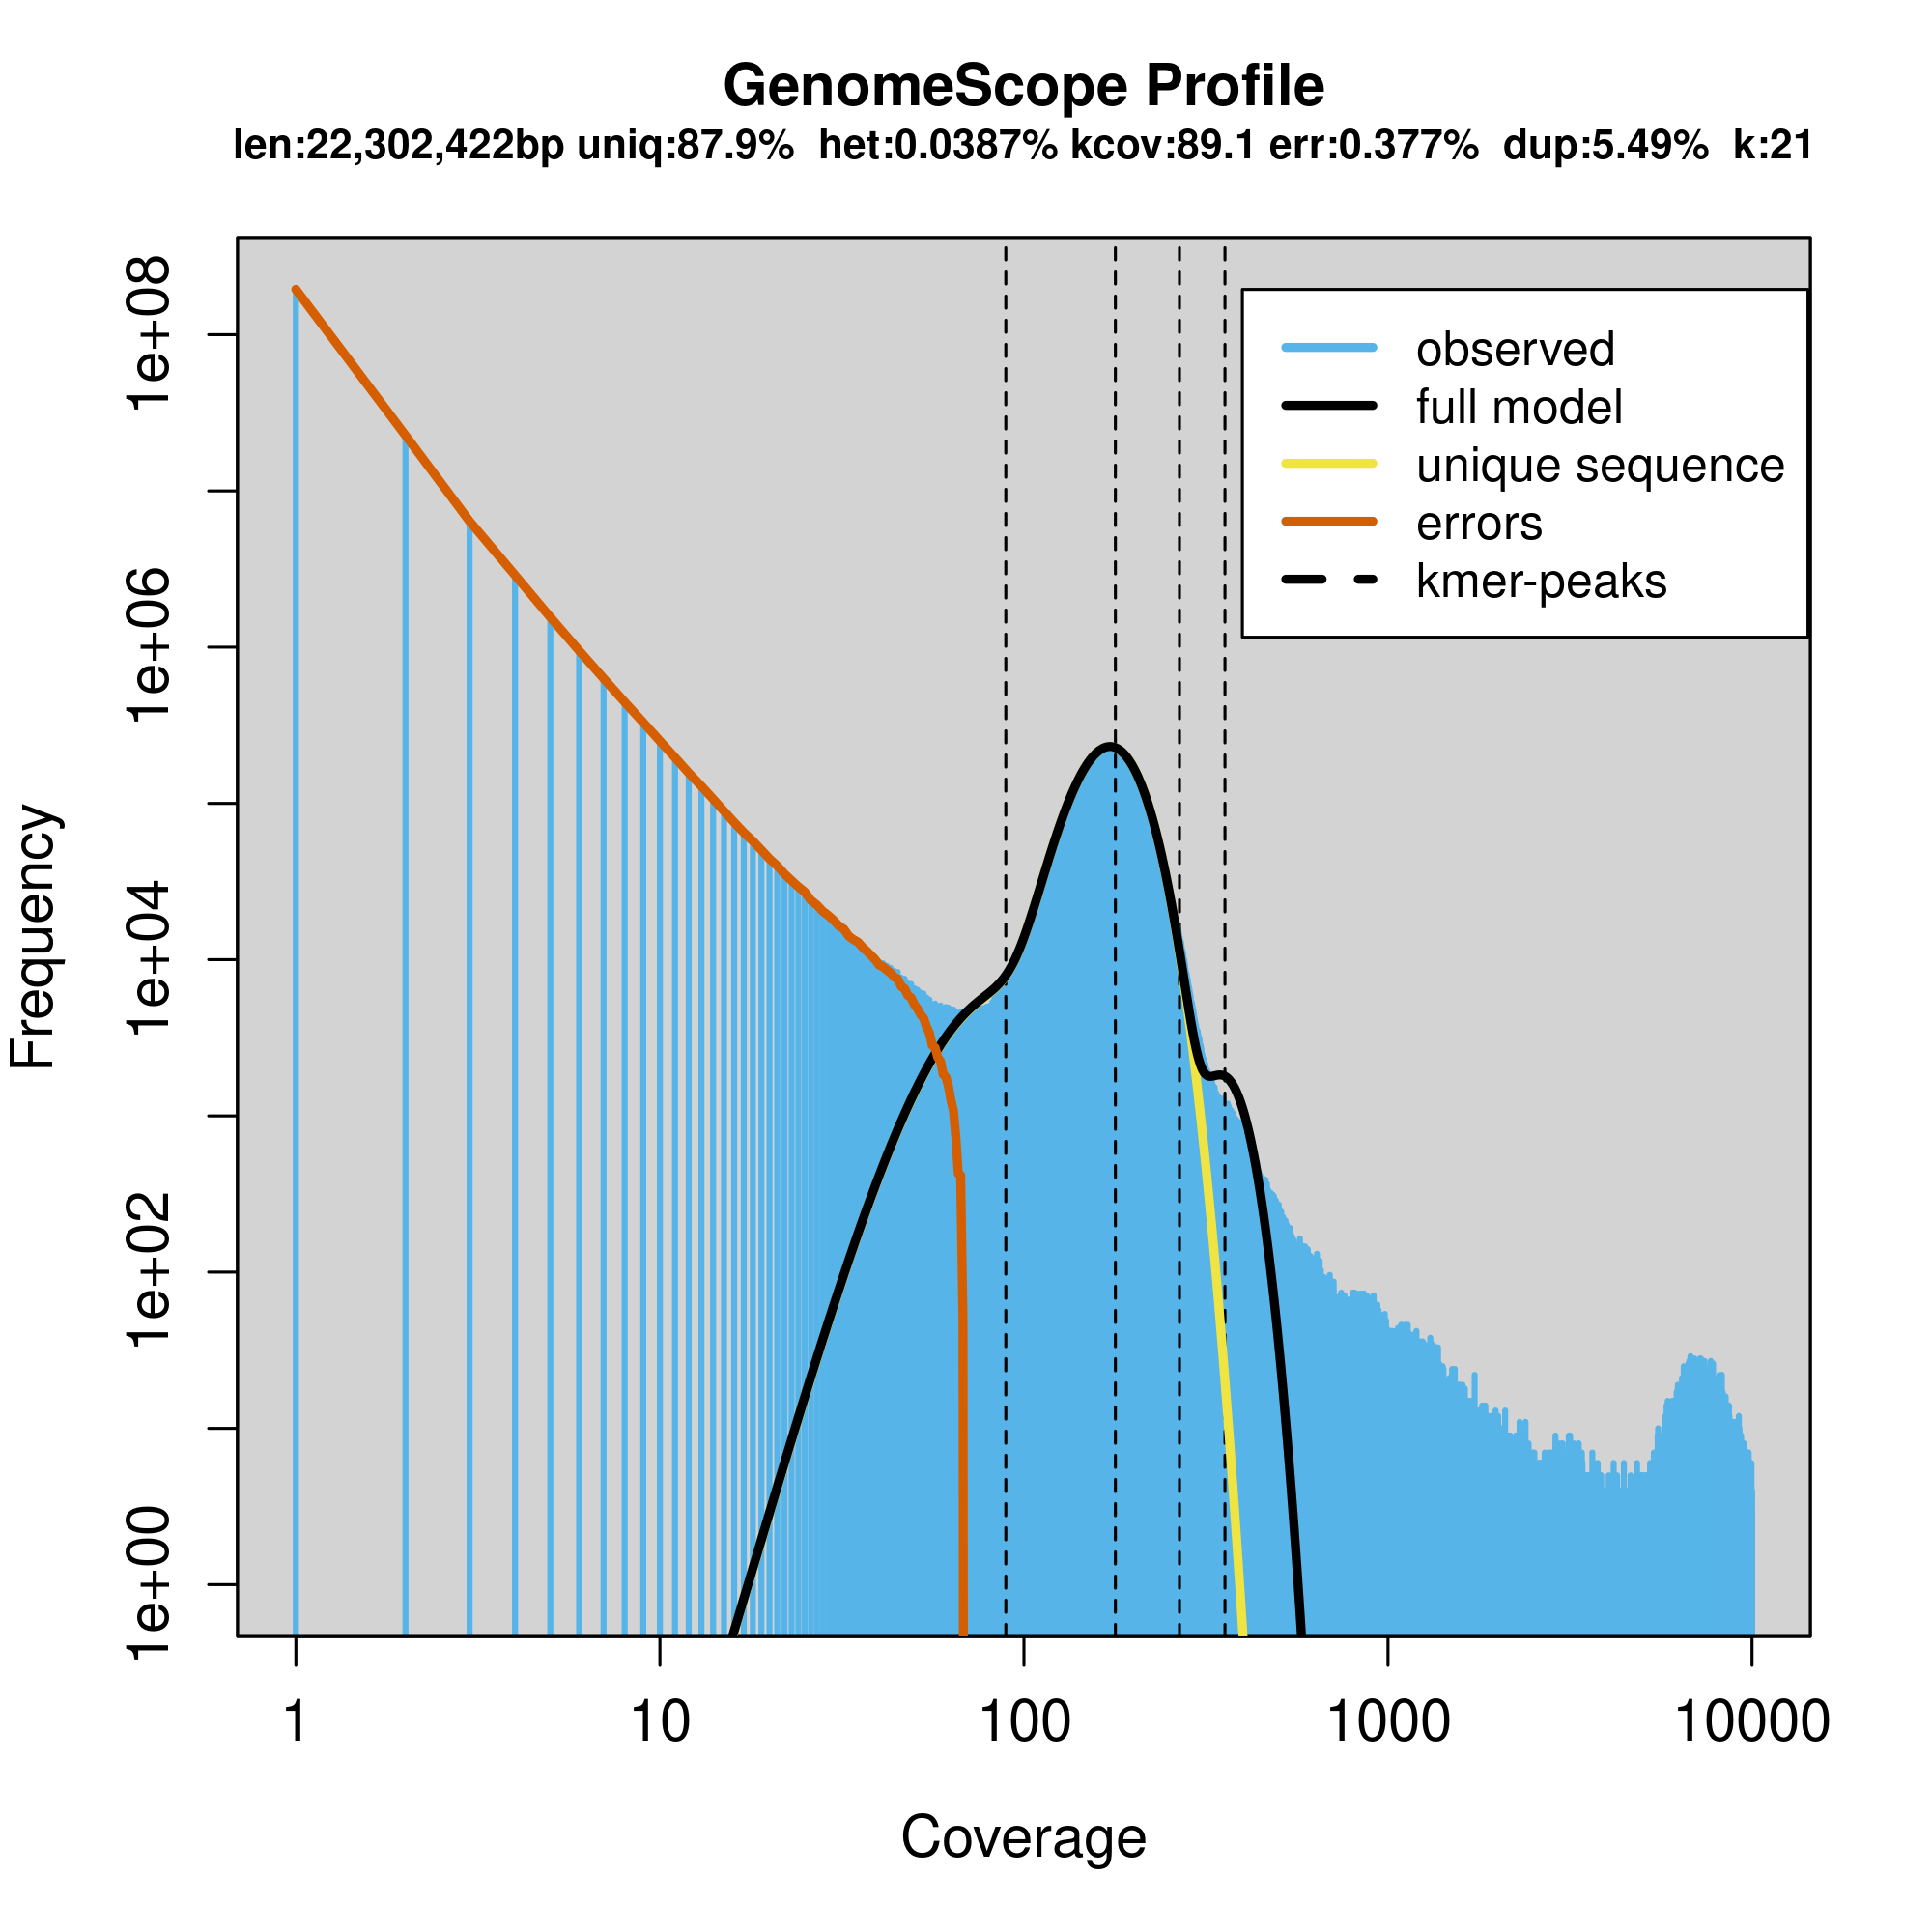 GenomeScope Profile
len:22,302,422bp uniq:87.9% het:0.0387% kcov:89.1 err:0.377% dup:5.49% k:21
observed
full model
unique sequence
errors
kmer-peaks
Frequency
1e+08
1e+06
1e+04
1e+02
1e+00
1 10 100 1000 10000
Coverage